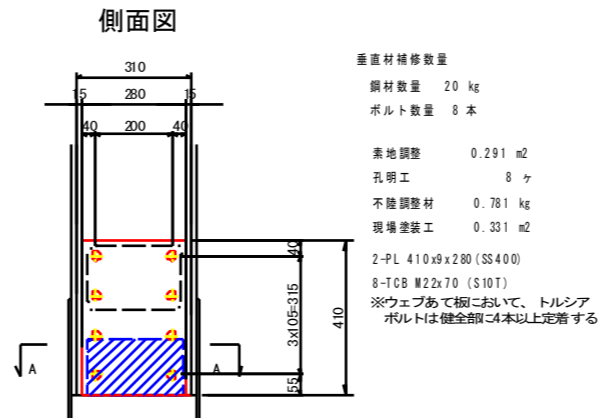 側面図
310
15 280 15
40 200 40
40
3x105=315
410
55
A A
垂直材補修数量
鋼材数量 20 kg
ボルト数量 8 本
素地調整 0.291 m2
孔明工 8 ケ
不陸調整材 0.781 kg
現場塗装工 0.331 m2
2-PL 410x9x280(SS400)
8-TCB M22x70 (S10T)
※ウェブあて板において、トルシア
ボルトは健全部に4本以上定着する